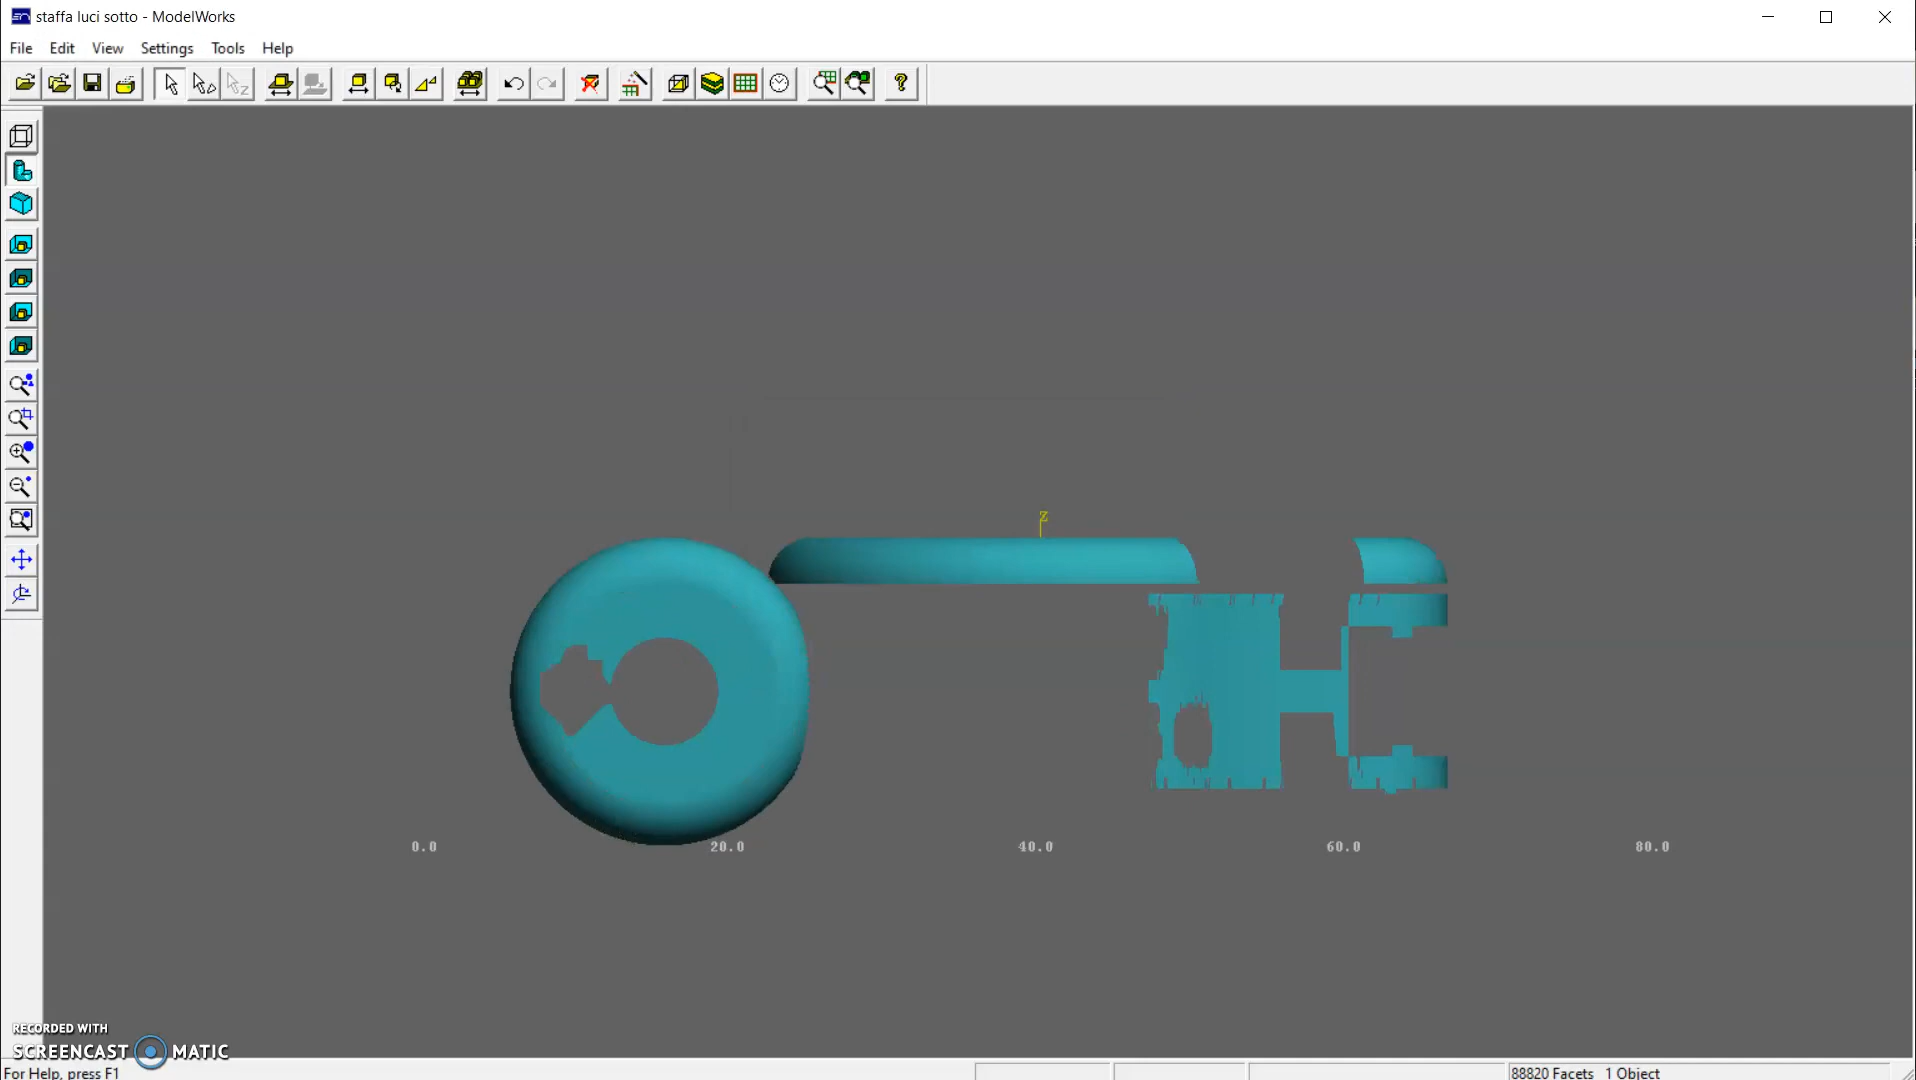 staffa luci sotto - ModelWorks
File Edit View Settings Tools Help
Z
?
Z
0.0 20.0 40.0 60.0 80.0
RECORDED WITH
SCREENCAST MATIC
For Help, press F1
88820 Facets 1 Object